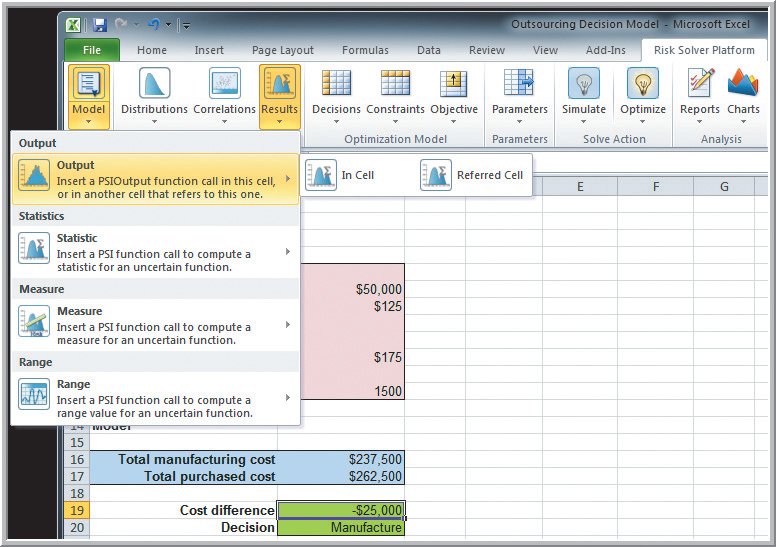 Outsourcing Decision Model - Microsoft Excel
File Home Insert Page Layout Formulas Data Review View Add-Ins Risk Solver Platform
Model Distributions Correlations Results Decisions Constraints Objective Parameters Simulate Optimize Reports Charts
Optimization Model Parameters Solve Action Analysis
Output
Output
Insert a PSIOutput function call in this cell,
or in another cell that refers to this one.
In Cell Referred Cell
Statistics
Statistic
Insert a PSI function call to compute a
statistic for an uncertain function.
Measure
Measure
Insert a PSI function call to compute a
measure for an uncertain function.
Range
Range
Insert a PSI function call to compute a
range value for an uncertain function.
E F G
$50,000
$125
$175
1500
14 Model
15
16 Total manufacturing cost $237,500
17 Total purchased cost $262,500
18
19 Cost difference -$25,000
20 Decision Manufacture